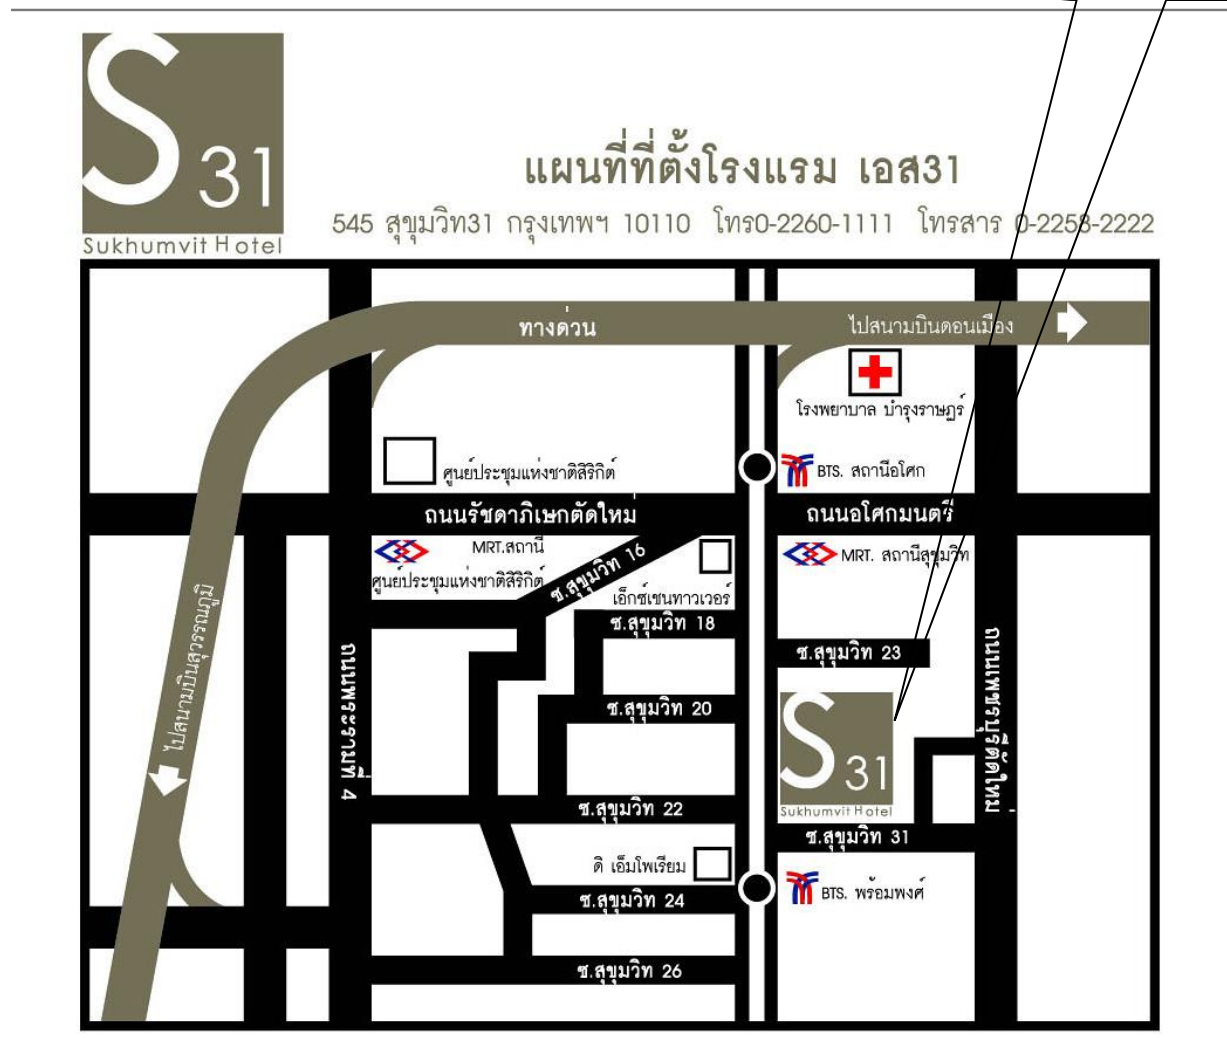 S 31
Sukhumvit Hotel
แผนที่ที่ตั้งโรงแรม เอส31
545 สุขุมวิท31 กรุงเทพฯ 10110 โทร0-2260-1111 โทรสาร 0-2258-2222
ทางด่วน
ไปสนามบินดอนเมือง
โรงพยาบาล บำรุงราษฎร์
ศูนย์ประชุมแห่งชาติสิริกิต์
BTS. สถานีอโศก
ถนนรัชดาภิเษกตัดใหม่
ถนนอโศกมนตรี
MRT.สถานี
ศูนย์ประชุมแห่งชาติสิริกิต์
ซ.สุขุมวิท 16
เอ็กซ์เชนทาวเวอร์
MRT. สถานีสุขุมวิท
ซ.สุขุมวิท 18
ซ.สุขุมวิท 23
ไปสนามบินสุวรรณภูมิ
ถนนพระรามที่ 4
ถนนเพชรบุรีตัดใหม่
ซ.สุขุมวิท 20
S 31
Sukhumvit Hotel
ซ.สุขุมวิท 22
ซ.สุขุมวิท 31
ดิ เอ็มโพเรียม
BTS. พร้อมพงศ์
ซ.สุขุมวิท 24
ซ.สุขุมวิท 26